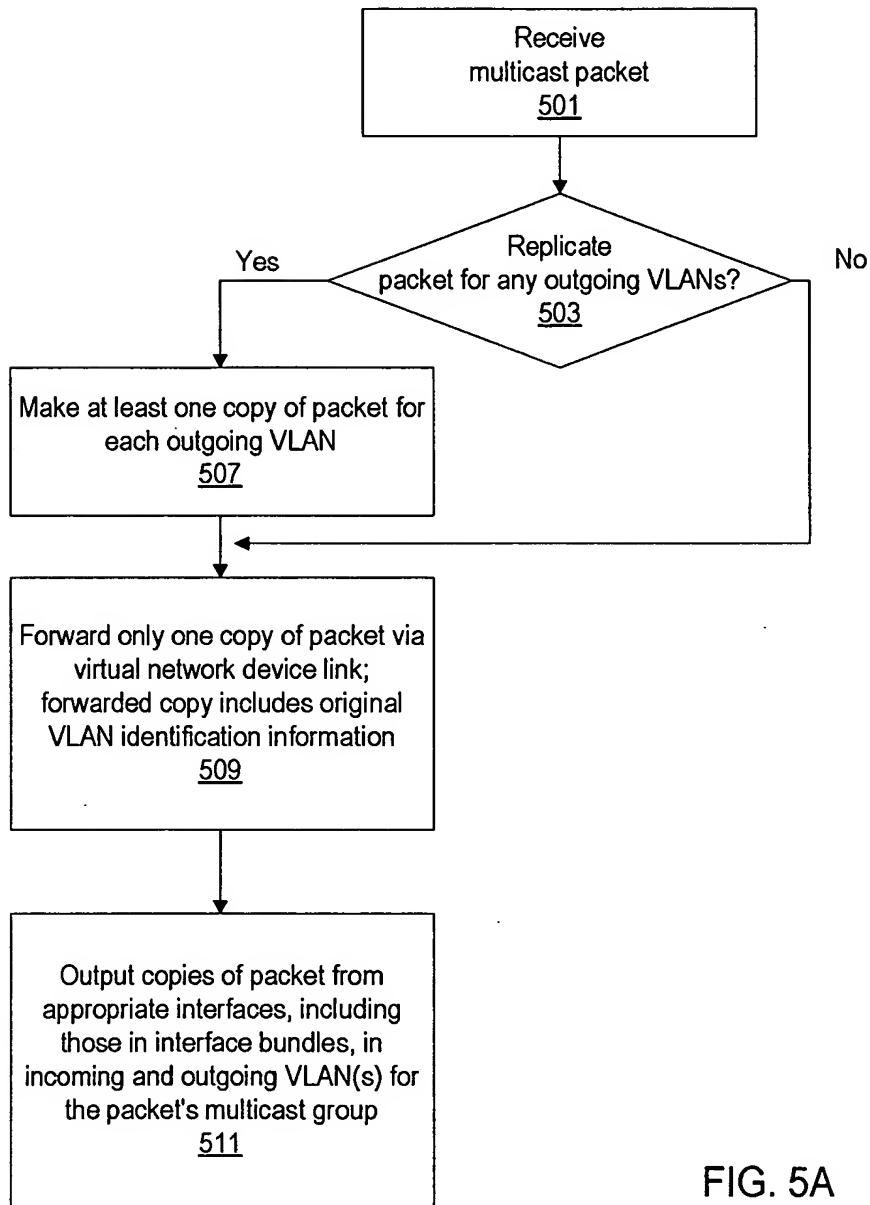 Receive
multicast packet
501
Replicate
packet for any outgoing VLANs?
503
Yes
No
Make at least one copy of packet for
each outgoing VLAN
507
Forward only one copy of packet via
virtual network device link;
forwarded copy includes original
VLAN identification information
509
Output copies of packet from
appropriate interfaces, including
those in interface bundles, in
incoming and outgoing VLAN(s) for
the packet's multicast group
511
FIG. 5A